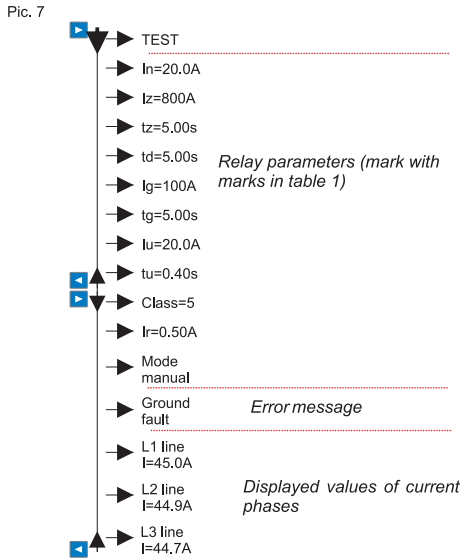 Pic. 7
TEST
In=20.0A
Iz=800A
tz=5.00s
td=5.00s
Relay parameters (mark with
marks in table 1)
Ig=100A
tg=5.00s
Iu=20.0A
tu=0.40s
Class=5
Ir=0.50A
Mode
manual
Ground
fault
Error message
L1 line
I=45.0A
L2 line
I=44.9A
Displayed values of current
phases
L3 line
I=44.7A